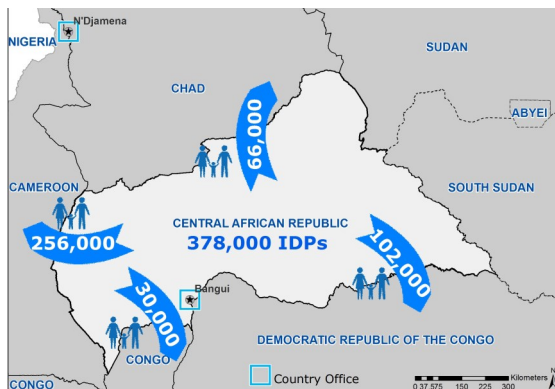 N'Djamena
NIGERIA
SUDAN
CHAD
ABYEI
66,000
CAMEROON
SOUTH SUDAN
CENTRAL AFRICAN REPUBLIC
378,000 IDPs
256,000
102,000
30,000
Bangui
DEMOCRATIC REPUBLIC OF THE CONGO
CONGO
Country Office
Kilometers
0 37.575 150 225 300
CONGO